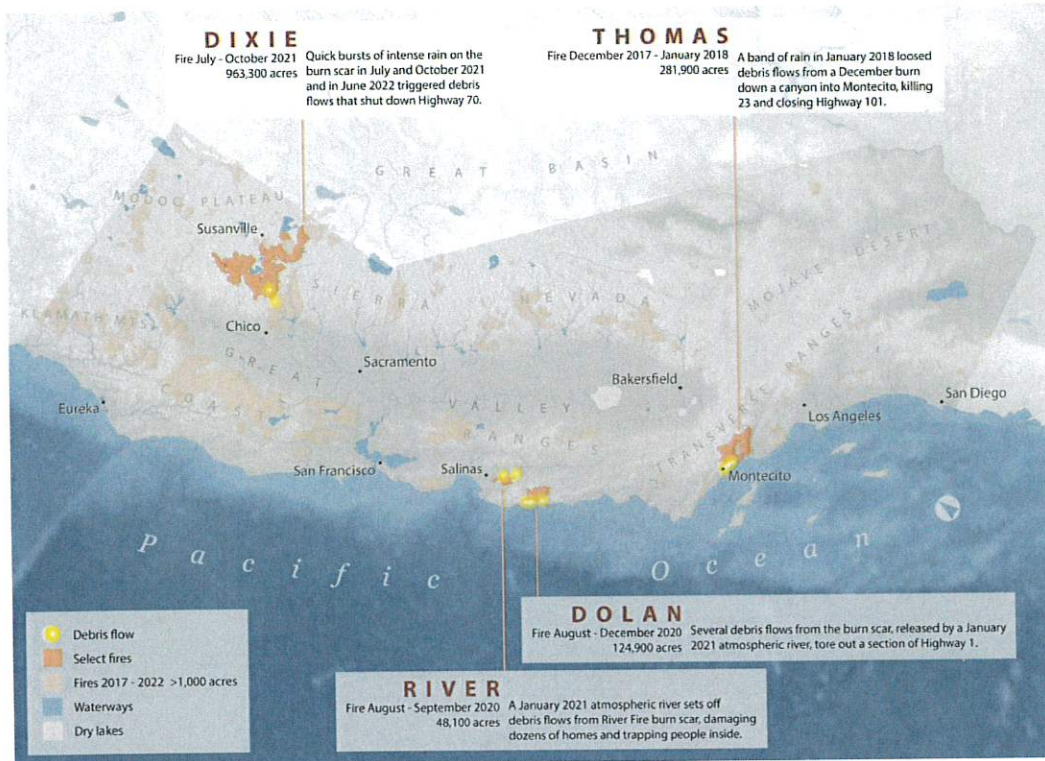 DIXIE
Fire July - October 2021
963,300 acres
Quick bursts of intense rain on the
burn scar in July and October 2021
and in June 2022 triggered debris
flows that shut down Highway 70.
THOMAS
Fire December 2017 - January 2018
281,900 acres
A band of rain in January 2018 loosed
debris flows from a December burn
down a canyon into Montecito, killing
23 and closing Highway 101.
GREAT BASIN
MODOC PLATEAU
Susanville
SIERRA NEVADA
MOJAVE DESERT
KLAMATH MTS
Chico
GREAT
VALLEY
Sacramento
Bakersfield
COAST
RANGES
TRANSVERSE RANGES
Eureka
San Francisco
Salinas
Montecito
Los Angeles
San Diego
Pacific Ocean
Debris flow
Select fires
Fires 2017 - 2022 >1,000 acres
Waterways
Dry lakes
DOLAN
Fire August - December 2020
124,900 acres
Several debris flows from the burn scar, released by a January
2021 atmospheric river, tore out a section of Highway 1.
RIVER
Fire August - September 2020
48,100 acres
A January 2021 atmospheric river sets off
debris flows from River Fire burn scar, damaging
dozens of homes and trapping people inside.